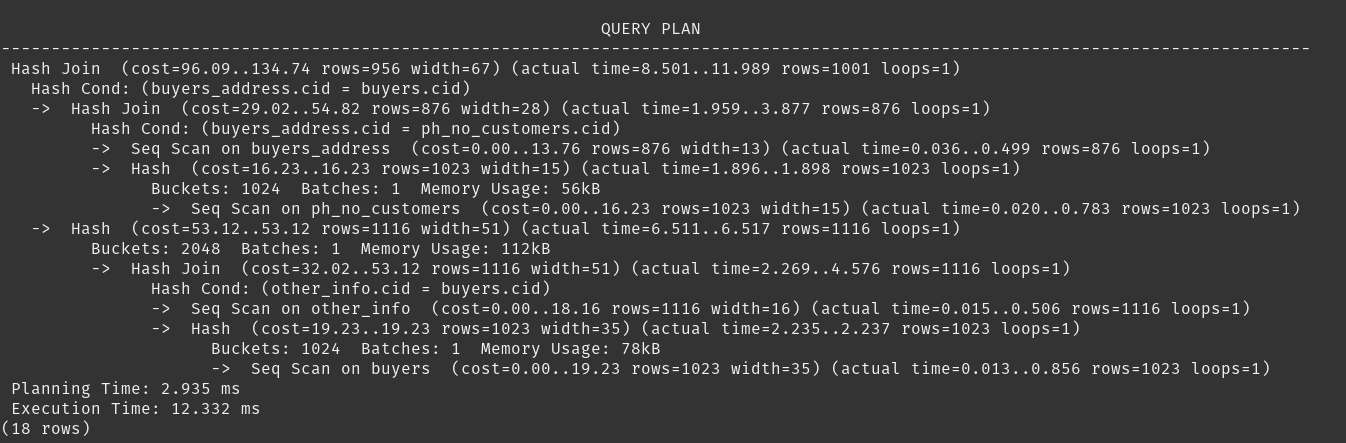 QUERY PLAN
-----------------------------------------------------------------------------------------------------------------------------------
 Hash Join  (cost=96.09..134.74 rows=956 width=67) (actual time=8.501..11.989 rows=1001 loops=1)
   Hash Cond: (buyers_address.cid = buyers.cid)
   ->  Hash Join  (cost=29.02..54.82 rows=876 width=28) (actual time=1.959..3.877 rows=876 loops=1)
         Hash Cond: (buyers_address.cid = ph_no_customers.cid)
         ->  Seq Scan on buyers_address  (cost=0.00..13.76 rows=876 width=13) (actual time=0.036..0.499 rows=876 loops=1)
         ->  Hash  (cost=16.23..16.23 rows=1023 width=15) (actual time=1.896..1.898 rows=1023 loops=1)
               Buckets: 1024  Batches: 1  Memory Usage: 56kB
               ->  Seq Scan on ph_no_customers  (cost=0.00..16.23 rows=1023 width=15) (actual time=0.020..0.783 rows=1023 loops=1)
   ->  Hash  (cost=53.12..53.12 rows=1116 width=51) (actual time=6.511..6.517 rows=1116 loops=1)
         Buckets: 2048  Batches: 1  Memory Usage: 112kB
         ->  Hash Join  (cost=32.02..53.12 rows=1116 width=51) (actual time=2.269..4.576 rows=1116 loops=1)
               Hash Cond: (other_info.cid = buyers.cid)
               ->  Seq Scan on other_info  (cost=0.00..18.16 rows=1116 width=16) (actual time=0.015..0.506 rows=1116 loops=1)
               ->  Hash  (cost=19.23..19.23 rows=1023 width=35) (actual time=2.235..2.237 rows=1023 loops=1)
                     Buckets: 1024  Batches: 1  Memory Usage: 78kB
                     ->  Seq Scan on buyers  (cost=0.00..19.23 rows=1023 width=35) (actual time=0.013..0.856 rows=1023 loops=1)
 Planning Time: 2.935 ms
 Execution Time: 12.332 ms
(18 rows)